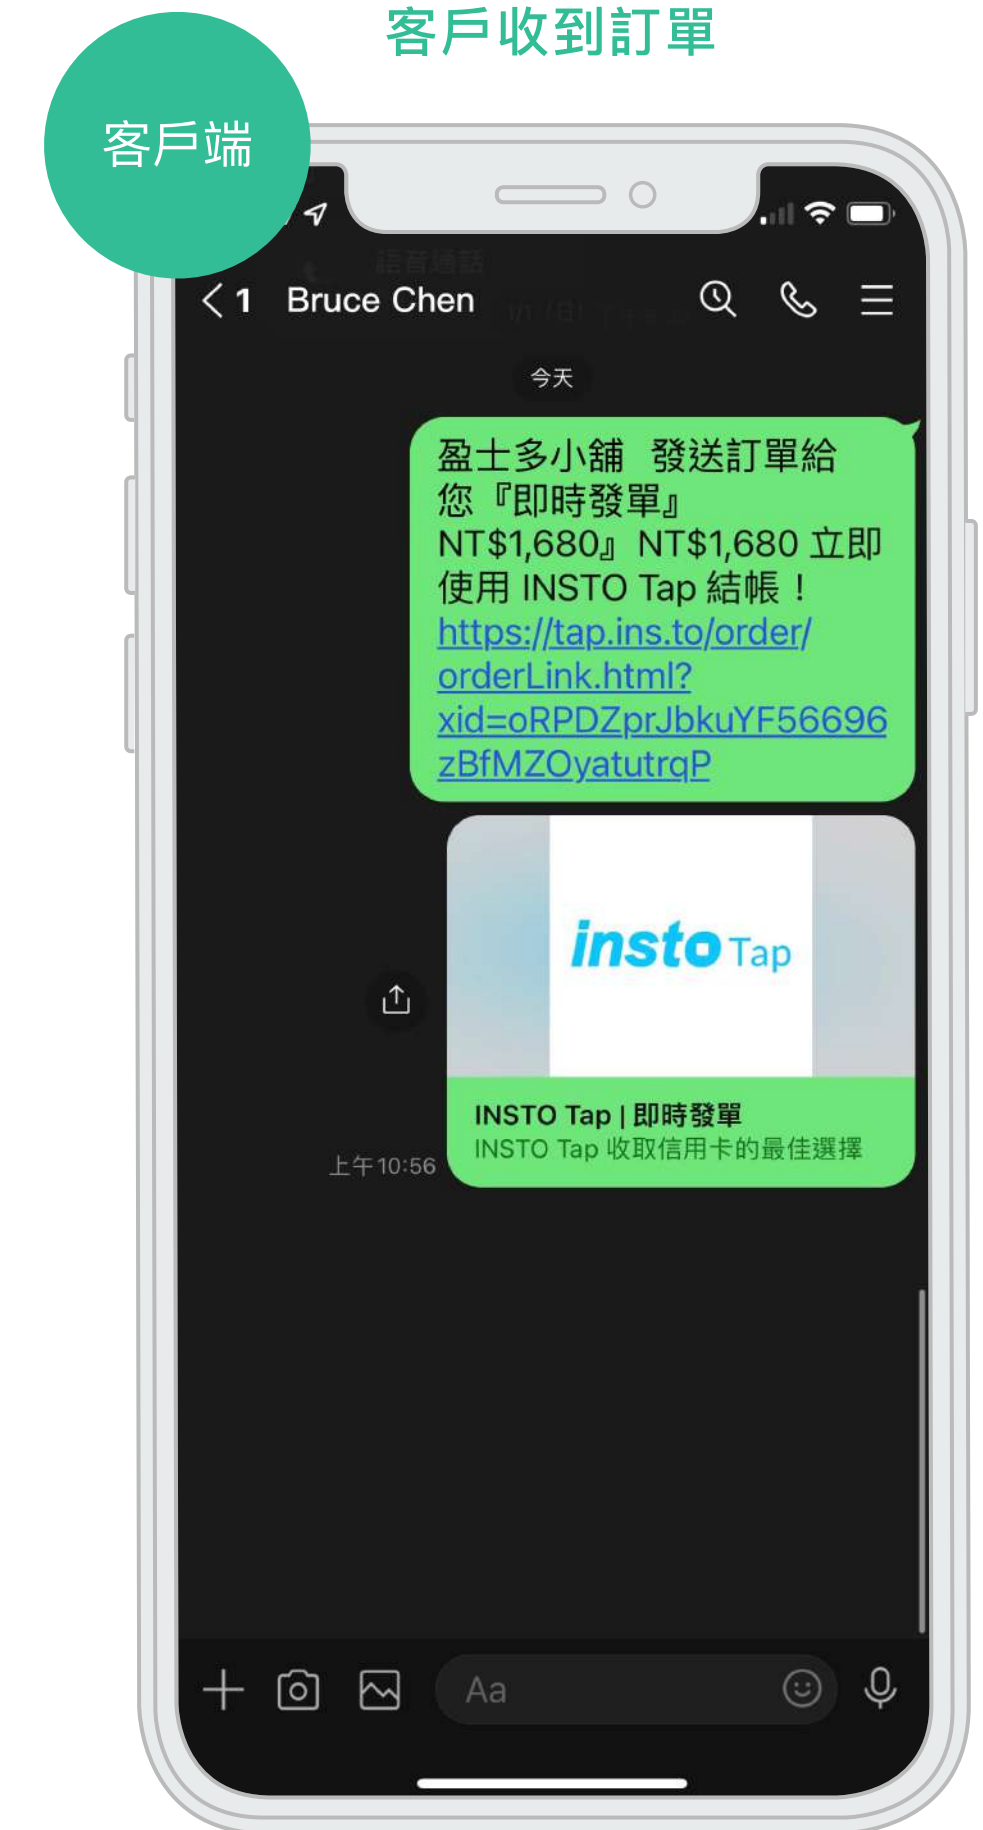 客戶收到訂單
客戶端
1 Bruce Chen
今天
盈士多小舖 發送訂單給
您『即時發單』
NT$1,680』NT$1,680 立即
使用 INSTO Tap 結帳！
https://tap.ins.to/order/
orderLink.html?
xid=oRPDZprJbkuYF56696
zBfMZOyatutrqP
insto Tap
INSTO Tap | 即時發單
INSTO Tap 收取信用卡的最佳選擇
上午10:56
Aa